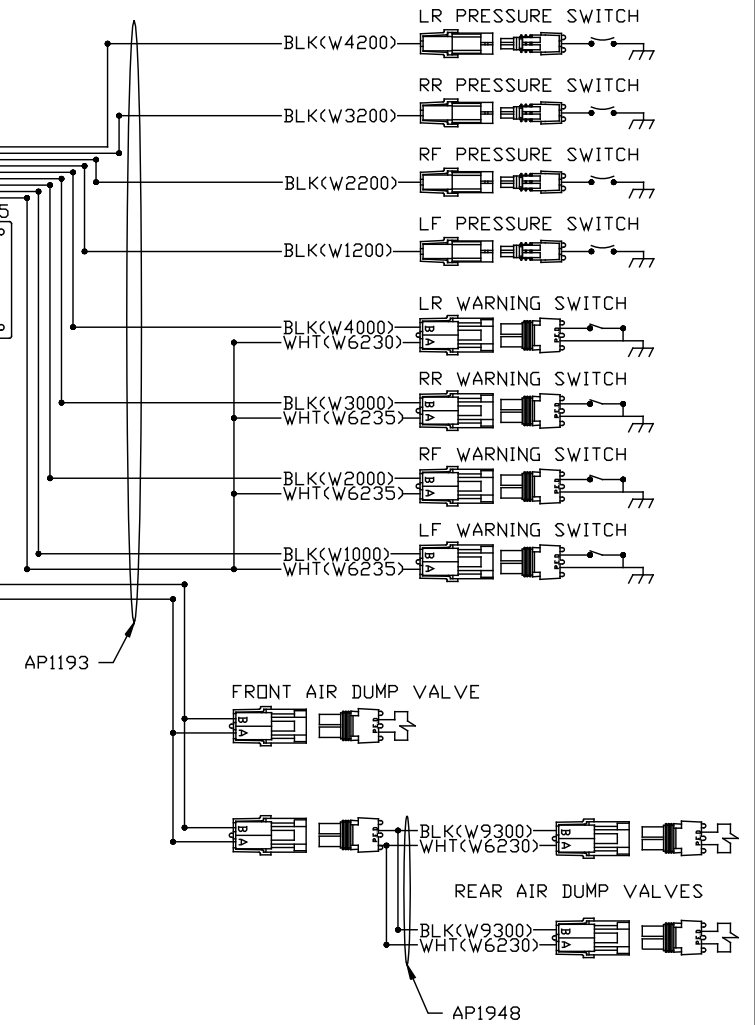 LR PRESSURE SWITCH
BLK(W4200)
RR PRESSURE SWITCH
BLK(W3200)
RF PRESSURE SWITCH
BLK(W2200)
5
LF PRESSURE SWITCH
BLK(W1200)
LR WARNING SWITCH
BLK(W4000)
B
WHT(W6230)
A
RR WARNING SWITCH
BLK(W3000)
B
WHT(W6235)
A
RF WARNING SWITCH
BLK(W2000)
B
WHT(W6235)
A
LF WARNING SWITCH
BLK(W1000)
B
WHT(W6235)
A
AP1193
FRONT AIR DUMP VALVE
B
A
B
A
BLK(W9300)
B
WHT(W6230)
A
REAR AIR DUMP VALVES
BLK(W9300)
B
WHT(W6230)
A
AP1948